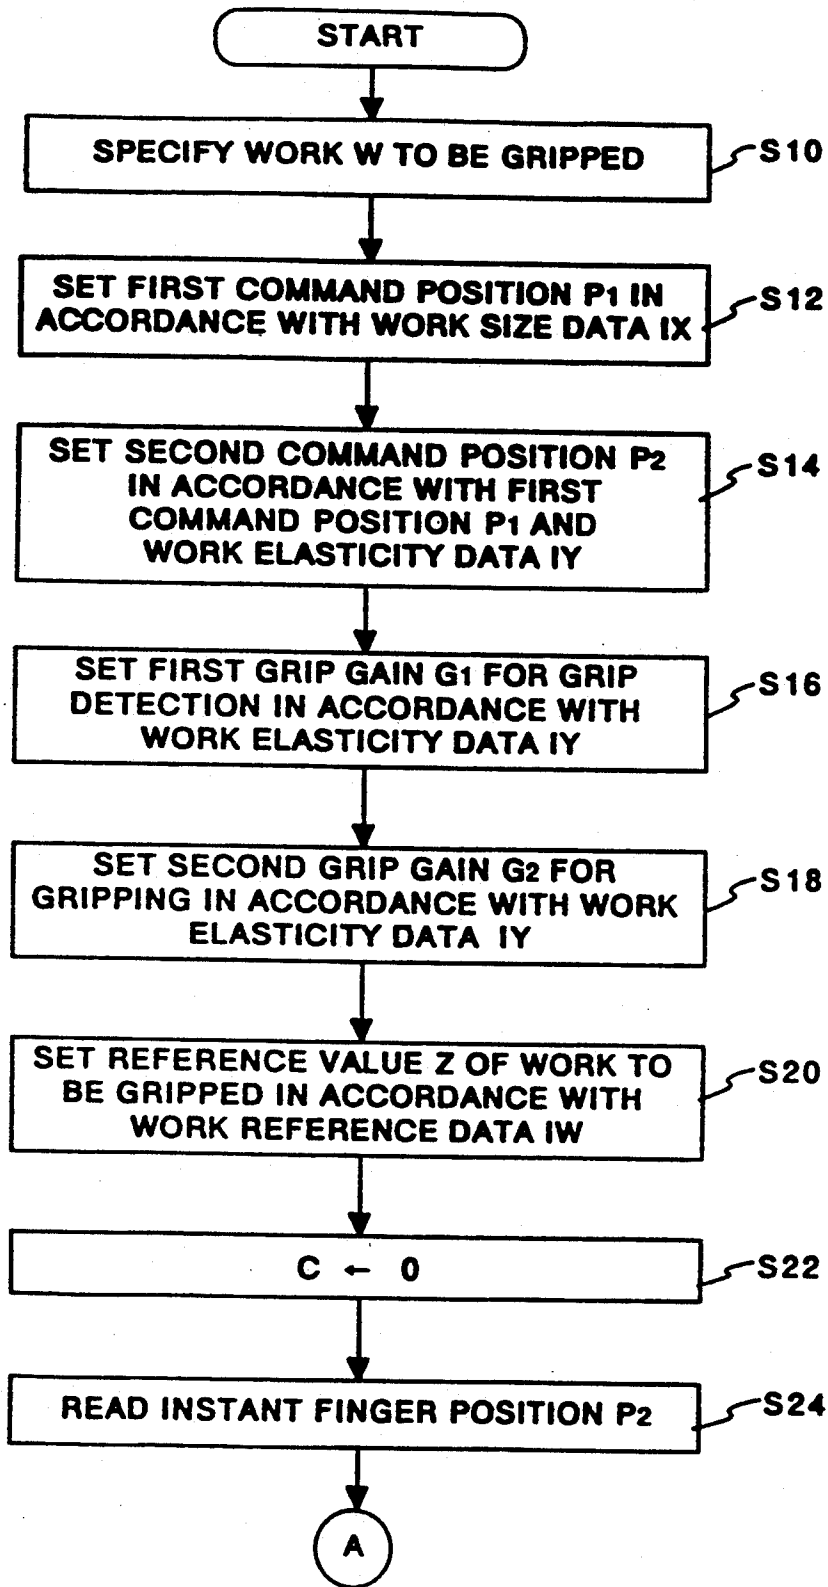 START
SPECIFY WORK W TO BE GRIPPED
S10
SET FIRST COMMAND POSITION P1 IN
ACCORDANCE WITH WORK SIZE DATA IX
S12
SET SECOND COMMAND POSITION P2
IN ACCORDANCE WITH FIRST
COMMAND POSITION P1 AND
WORK ELASTICITY DATA IY
S14
SET FIRST GRIP GAIN G1 FOR GRIP
DETECTION IN ACCORDANCE WITH
WORK ELASTICITY DATA IY
S16
SET SECOND GRIP GAIN G2 FOR
GRIPPING IN ACCORDANCE WITH WORK
ELASTICITY DATA IY
S18
SET REFERENCE VALUE Z OF WORK TO
BE GRIPPED IN ACCORDANCE WITH
WORK REFERENCE DATA IW
S20
C ← 0
S22
READ INSTANT FINGER POSITION P2
S24
A